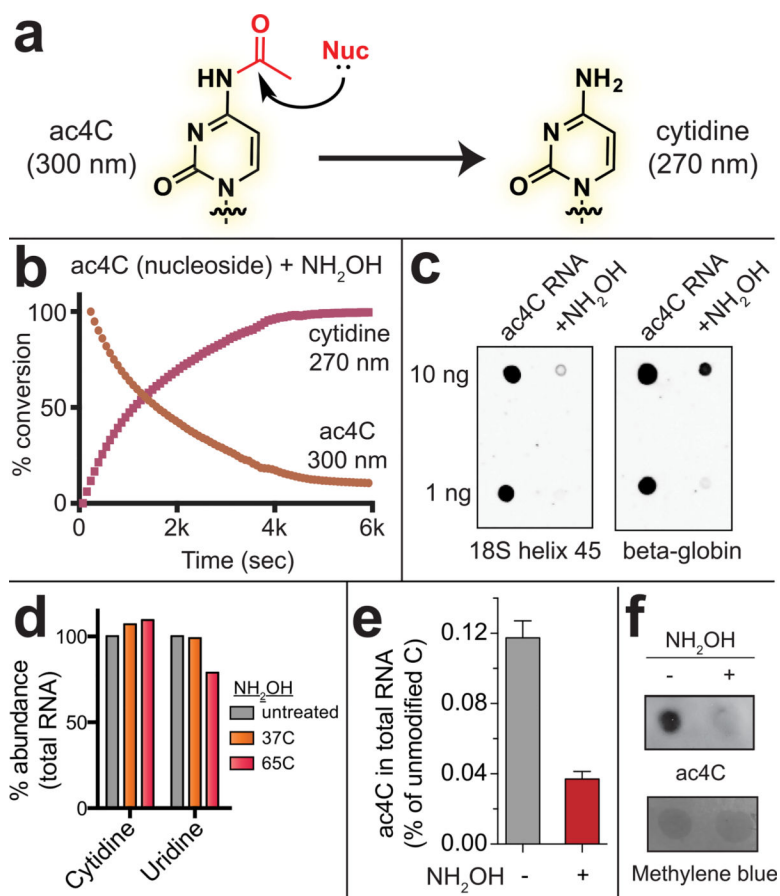 a
O
Nuc
HN
NH₂
ac4C
(300 nm)
N
N
O
N
N
O
cytidine
(270 nm)
b
ac4C (nucleoside) + NH₂OH
% conversion
100
50
0
cytidine
270 nm
ac4C
300 nm
0
2k
4k
6k
Time (sec)
c
ac4C RNA
+NH₂OH
ac4C RNA
+NH₂OH
10 ng
1 ng
18S helix 45
beta-globin
d
% abundance
(total RNA)
100
50
0
NH₂OH
untreated
37C
65C
Cytidine
Uridine
e
ac4C in total RNA
(% of unmodified C)
0.12
0.08
0.04
0.00
NH₂OH - +
f
NH₂OH
- +
ac4C
Methylene blue